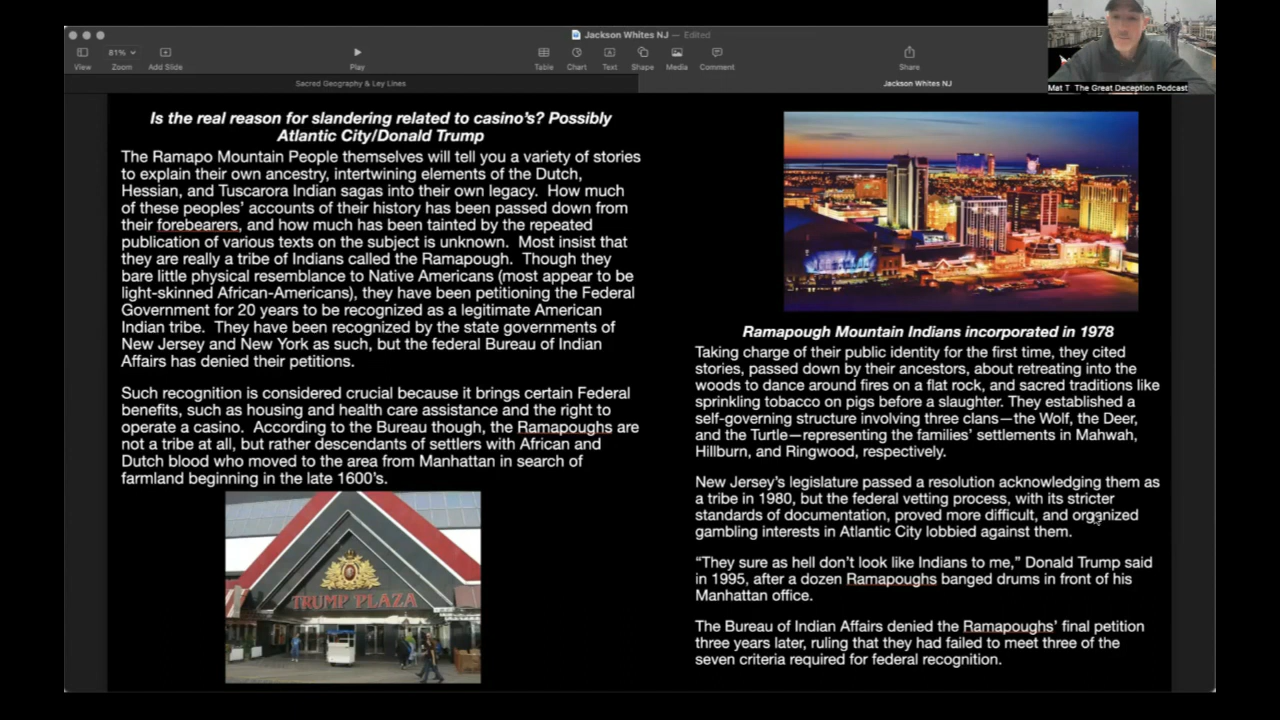 Jackson Whites NJ — Edited
81%
View
Zoom
Add Slide
Play
Table
Chart
Text
Shape
Media
Comment
Share
Sacred Geography & Ley Lines
Jackson Whites NJ
Mat T The Great Deception Podcast
Is the real reason for slandering related to casino's? Possibly
Atlantic City/Donald Trump
The Ramapo Mountain People themselves will tell you a variety of stories
to explain their own ancestry, intertwining elements of the Dutch,
Hessian, and Tuscarora Indian sagas into their own legacy. How much
of these peoples' accounts of their history has been passed down from
their forebearers, and how much has been tainted by the repeated
publication of various texts on the subject is unknown. Most insist that
they are really a tribe of Indians called the Ramapough. Though they
bare little physical resemblance to Native Americans (most appear to be
light-skinned African-Americans), they have been petitioning the Federal
Government for 20 years to be recognized as a legitimate American
Indian tribe. They have been recognized by the state governments of
New Jersey and New York as such, but the federal Bureau of Indian
Affairs has denied their petitions.
Such recognition is considered crucial because it brings certain Federal
benefits, such as housing and health care assistance and the right to
operate a casino. According to the Bureau though, the Ramapoughs are
not a tribe at all, but rather descendants of settlers with African and
Dutch blood who moved to the area from Manhattan in search of
farmland beginning in the late 1600's.
TRUMP PLAZA
Ramapough Mountain Indians incorporated in 1978
Taking charge of their public identity for the first time, they cited
stories, passed down by their ancestors, about retreating into the
woods to dance around fires on a flat rock, and sacred traditions like
sprinkling tobacco on pigs before a slaughter. They established a
self-governing structure involving three clans—the Wolf, the Deer,
and the Turtle—representing the families' settlements in Mahwah,
Hillburn, and Ringwood, respectively.
New Jersey's legislature passed a resolution acknowledging them as
a tribe in 1980, but the federal vetting process, with its stricter
standards of documentation, proved more difficult, and organized
gambling interests in Atlantic City lobbied against them.
"They sure as hell don't look like Indians to me," Donald Trump said
in 1995, after a dozen Ramapoughs banged drums in front of his
Manhattan office.
The Bureau of Indian Affairs denied the Ramapoughs' final petition
three years later, ruling that they had failed to meet three of the
seven criteria required for federal recognition.